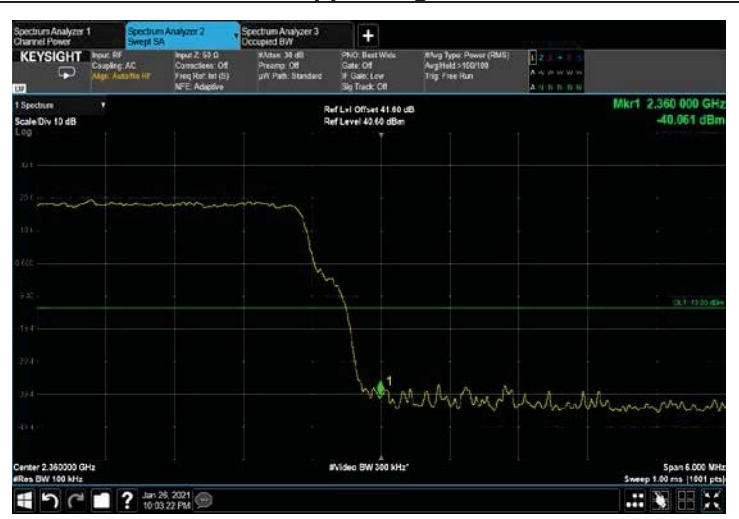 Spectrum Analyzer 1
Channel Power
Spectrum Analyzer 2
Swept SA
Spectrum Analyzer 3
Occupied BW
KEYSIGHT
Input: RF
Coupling: AC
Align: Auto/No RF
Input Z: 50 Ω
Corrections: Off
Freq Ref: Int (S)
NFE: Adaptive
#Atten: 30 dB
Preamp: Off
µW Path: Standard
PNO: Best Wide
Gate: Off
IF Gain: Low
Sig Track: Off
#Avg Type: Power (RMS)
Avg|Hold:>100/100
Trig: Free Run
1 Spectrum
Scale/Div 10 dB
Log
Ref Lvl Offset 41.60 dB
Ref Level 40.60 dBm
Mkr1 2.360 000 GHz
-40.061 dBm
DL1 -13.00 dBm
1
Center 2.360000 GHz
#Res BW 100 kHz
#Video BW 300 kHz*
Span 6.000 MHz
Sweep 1.00 ms (1001 pts)
Jan 26, 2021
10:03:22 PM